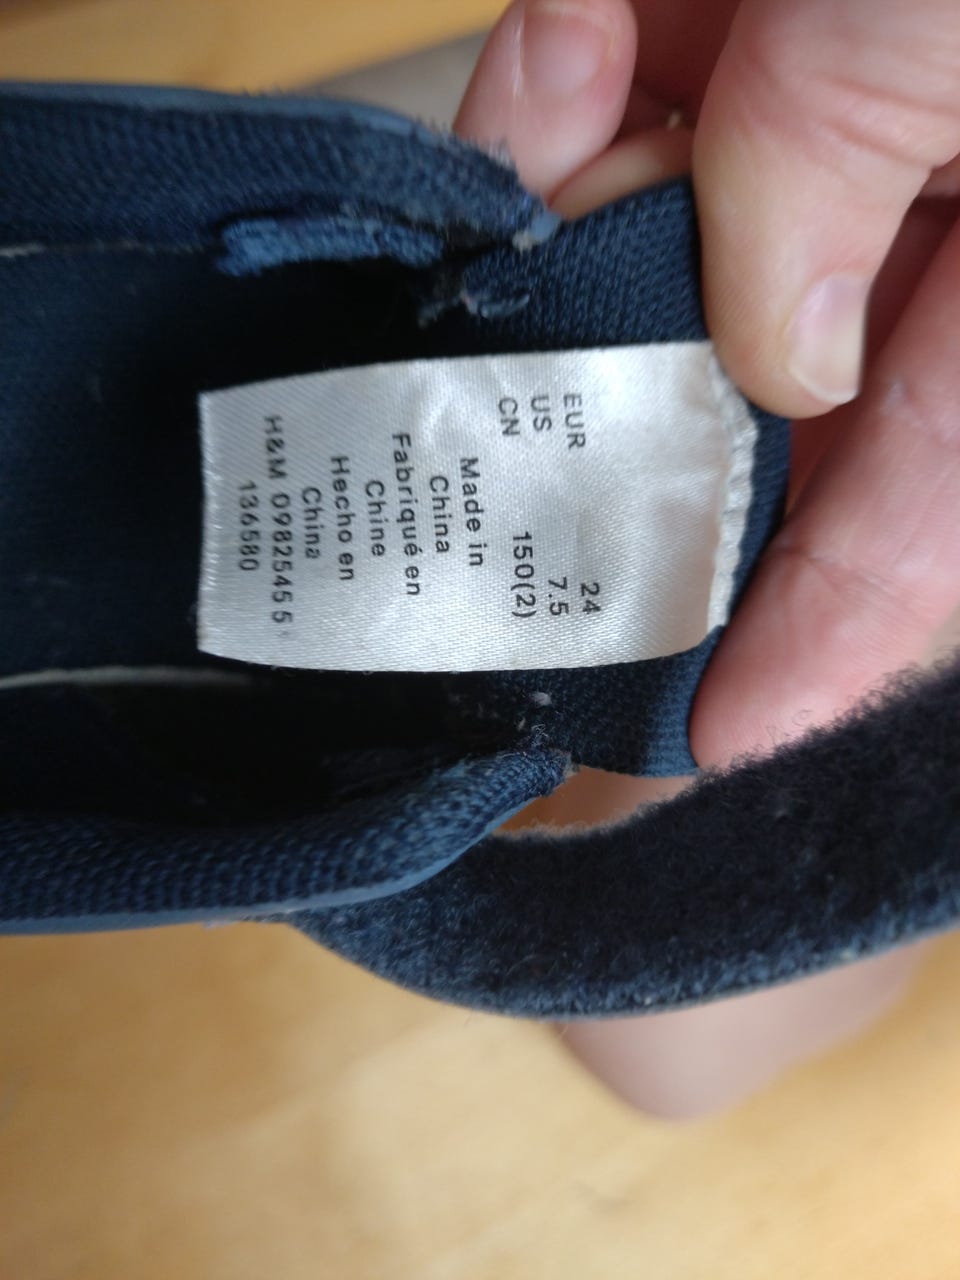 EUR 24
US 7.5
CN 150(2)
Made in
China
Fabriqué en
Chine
Hecho en
China
H&M 09825455
136580